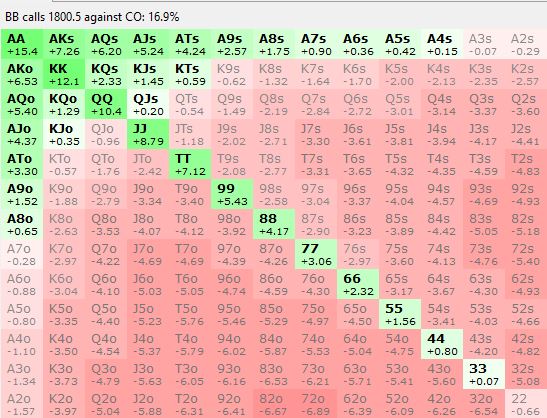 BB calls 1800.5 against CO: 16.9%
AA AKs AQs AJs ATs A9s A8s A7s A6s A5s A4s A3s A2s
+15.4 +7.26 +6.20 +5.24 +4.24 +2.57 +1.75 +0.90 +0.36 +0.42 +0.15 -0.07 -0.29
AKo KK KQs KJs KTs K9s K8s K7s K6s K5s K4s K3s K2s
+6.53 +12.1 +2.33 +1.45 +0.59 -0.62 -1.32 -1.64 -1.70 -2.00 -2.13 -2.35 -2.57
AQo KQo QQ QJs QTs Q9s Q8s Q7s Q6s Q5s Q4s Q3s Q2s
+5.40 +1.29 +10.4 +0.20 -0.54 -1.49 -2.19 -2.84 -2.72 -3.01 -3.14 -3.37 -3.60
AJo KJo QJo JJ JTs J9s J8s J7s J6s J5s J4s J3s J2s
+4.37 +0.35 -0.96 +8.79 -1.18 -2.02 -2.71 -3.30 -3.61 -3.81 -3.94 -4.17 -4.41
ATo KTo QTo JTo TT T9s T8s T7s T6s T5s T4s T3s T2s
+3.30 -0.57 -1.76 -2.42 +7.12 -2.08 -2.77 -3.31 -3.65 -4.32 -4.35 -4.59 -4.83
A9o K9o Q9o J9o T9o 99 98s 97s 96s 95s 94s 93s 92s
+1.52 -1.88 -2.79 -3.34 -3.40 +5.43 -2.58 -3.04 -3.37 -4.04 -4.57 -4.69 -4.93
A8o K8o Q8o J8o T8o 98o 88 87s 86s 85s 84s 83s 82s
+0.65 -2.63 -3.53 -4.07 -4.12 -3.92 +4.17 -2.90 -3.23 -3.89 -4.42 -5.05 -5.18
A7o K7o Q7o J7o T7o 97o 87o 77 76s 75s 74s 73s 72s
-0.28 -2.97 -4.22 -4.69 -4.69 -4.39 -4.26 +3.06 -2.97 -3.60 -4.13 -4.76 -5.40
A6o K6o Q6o J6o T6o 96o 86o 76o 66 65s 64s 63s 62s
-0.88 -3.04 -4.10 -5.03 -5.05 -4.74 -4.59 -4.30 +2.32 -3.17 -3.67 -4.30 -4.93
A5o K5o Q5o J5o T5o 95o 85o 75o 65o 55 54s 53s 52s
-0.80 -3.35 -4.40 -5.23 -5.76 -5.46 -5.29 -4.97 -4.50 +1.56 -3.41 -4.03 -4.66
A4o K4o Q4o J4o T4o 94o 84o 74o 64o 54o 44 43s 42s
-1.10 -3.50 -4.54 -5.37 -5.79 -6.02 -5.87 -5.53 -5.04 -4.75 +0.80 -4.20 -4.82
A3o K3o Q3o J3o T3o 93o 83o 73o 63o 53o 43o 33 32s
-1.34 -3.73 -4.79 -5.63 -6.05 -6.16 -6.53 -6.21 -5.71 -5.41 -5.60 +0.07 -5.08
A2o K2o Q2o J2o T2o 92o 82o 72o 62o 52o 42o 32o 22
-1.57 -3.97 -5.04 -5.88 -6.31 -6.41 -6.67 -6.89 -6.39 -6.09 -6.26 -6.54 -0.66